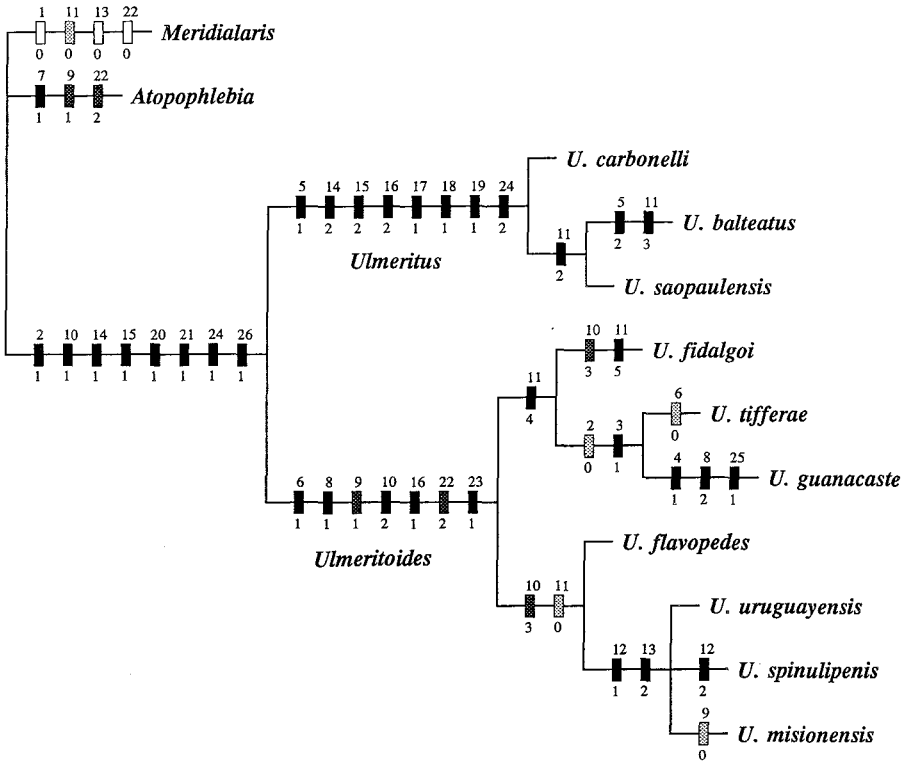 1 11 13 22
Meridialaris
0 0 0 0
7 9 22
Atopophlebia
1 1 2
U. carbonelli
5 14 15 16 17 18 19 24
1 2 2 2 1 1 1 2
Ulmeritus
5 11
U. balteatus
2 3
11
2
U. saopaulensis
2 10 14 15 20 21 24 26
1 1 1 1 1 1 1 1
10 11
U. fidalgoi
3 5
11
4
6
U. tifferae
0
2 3
0 1
4 8 25
U. guanacaste
1 2 1
6 8 9 10 16 22 23
1 1 1 2 1 2 1
Ulmeritoides
U. flavopedes
10 11
3 0
U. uruguayensis
12 13
1 2
12
U. spinulipenis
2
9
U. misionensis
0